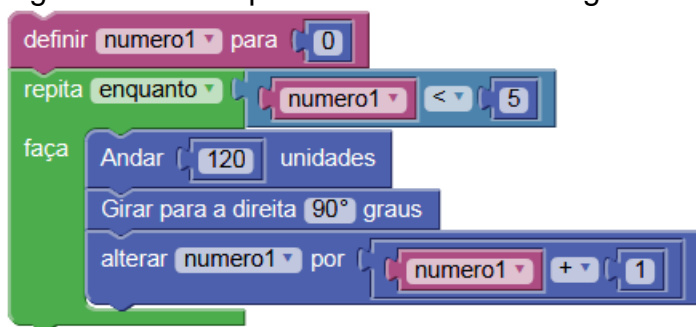 definir numero1 para 0
repita enquanto numero1 < 5
faça Andar 120 unidades
Girar para a direita 90° graus
alterar numero1 por numero1 + 1